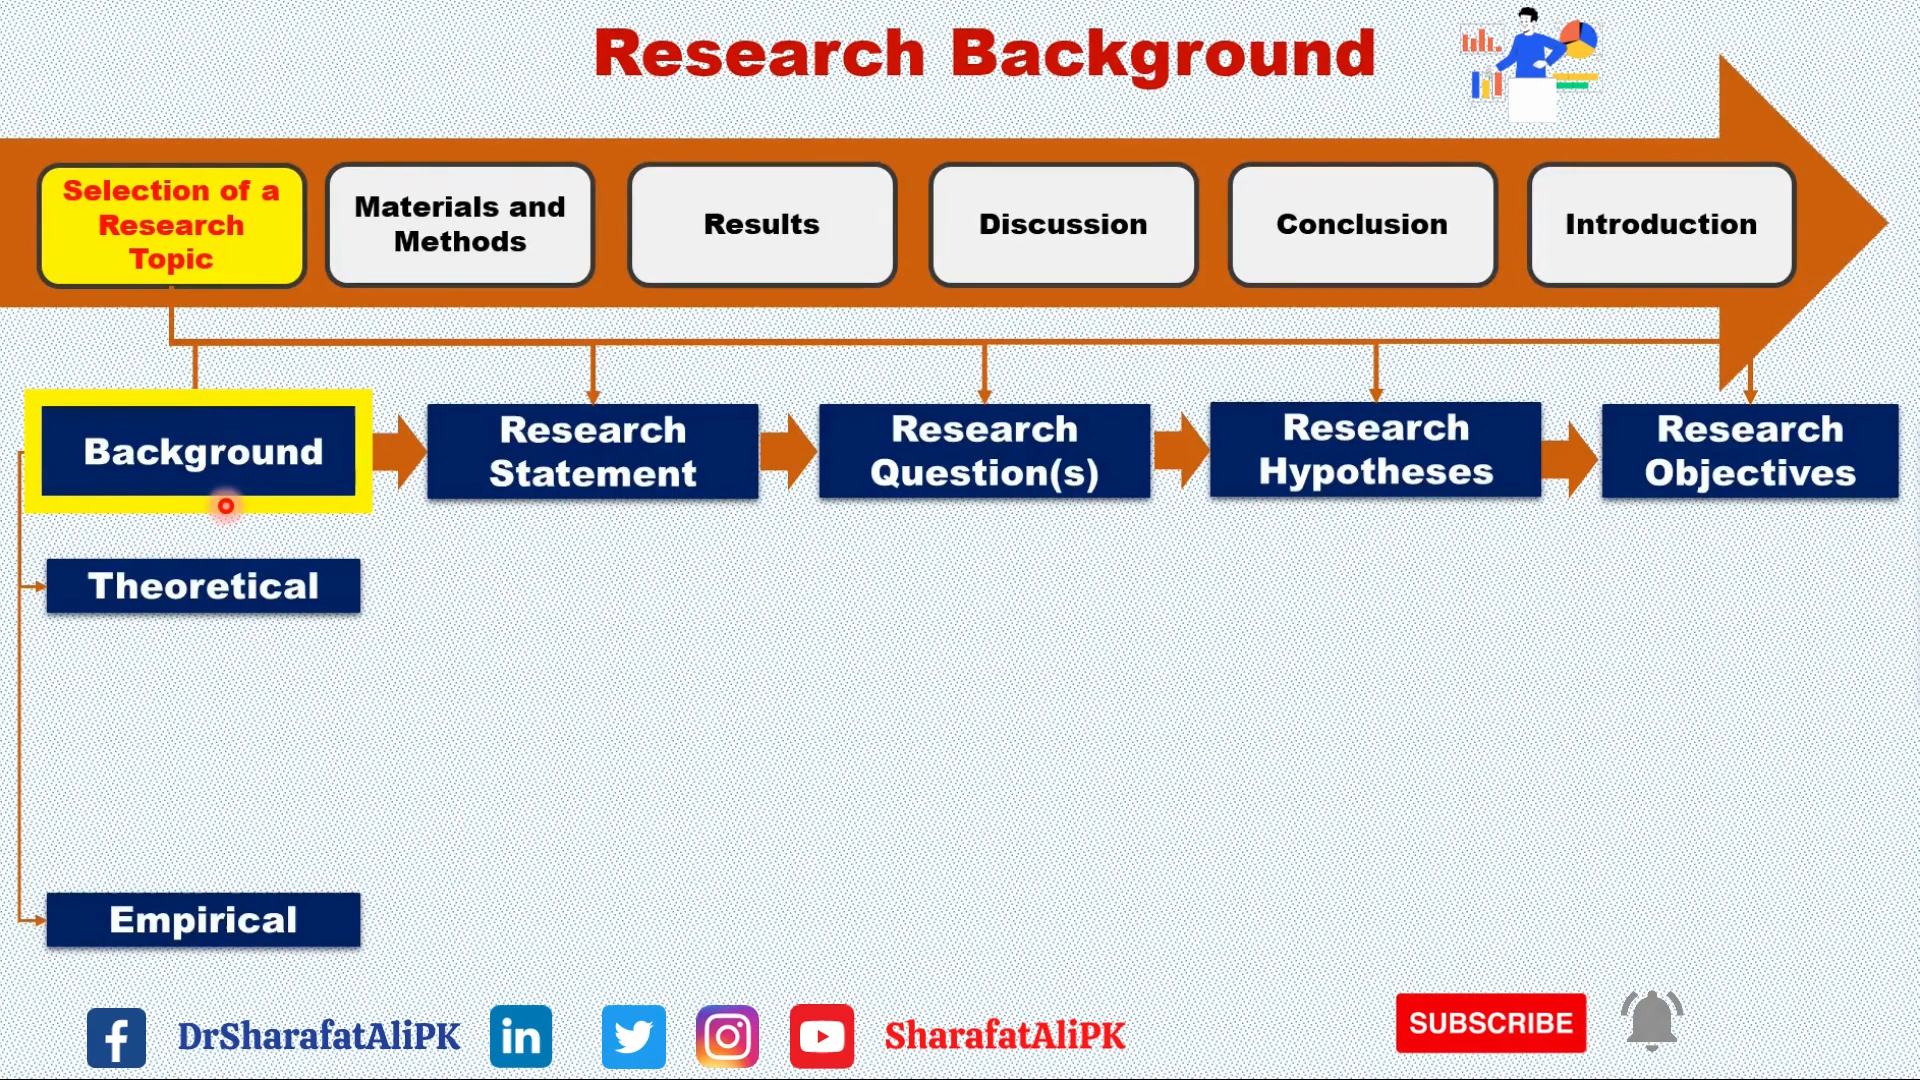 Research Background
Selection of a
Research
Topic
Materials and
Methods
Results
Discussion
Conclusion
Introduction
Background
Research
Statement
Research
Question(s)
Research
Hypotheses
Research
Objectives
Theoretical
Empirical
DrSharafatAliPK
in
SharafatAliPK
SUBSCRIBE